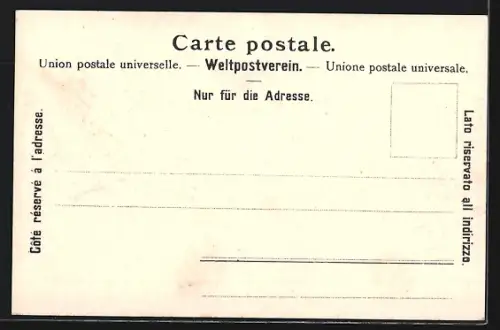 Carte postale.
Union postale universelle. — Weltpostverein. — Unione postale universale.
Nur für die Adresse.
Côté réservé à l'adresse.
Lato riservato all indirizzo.